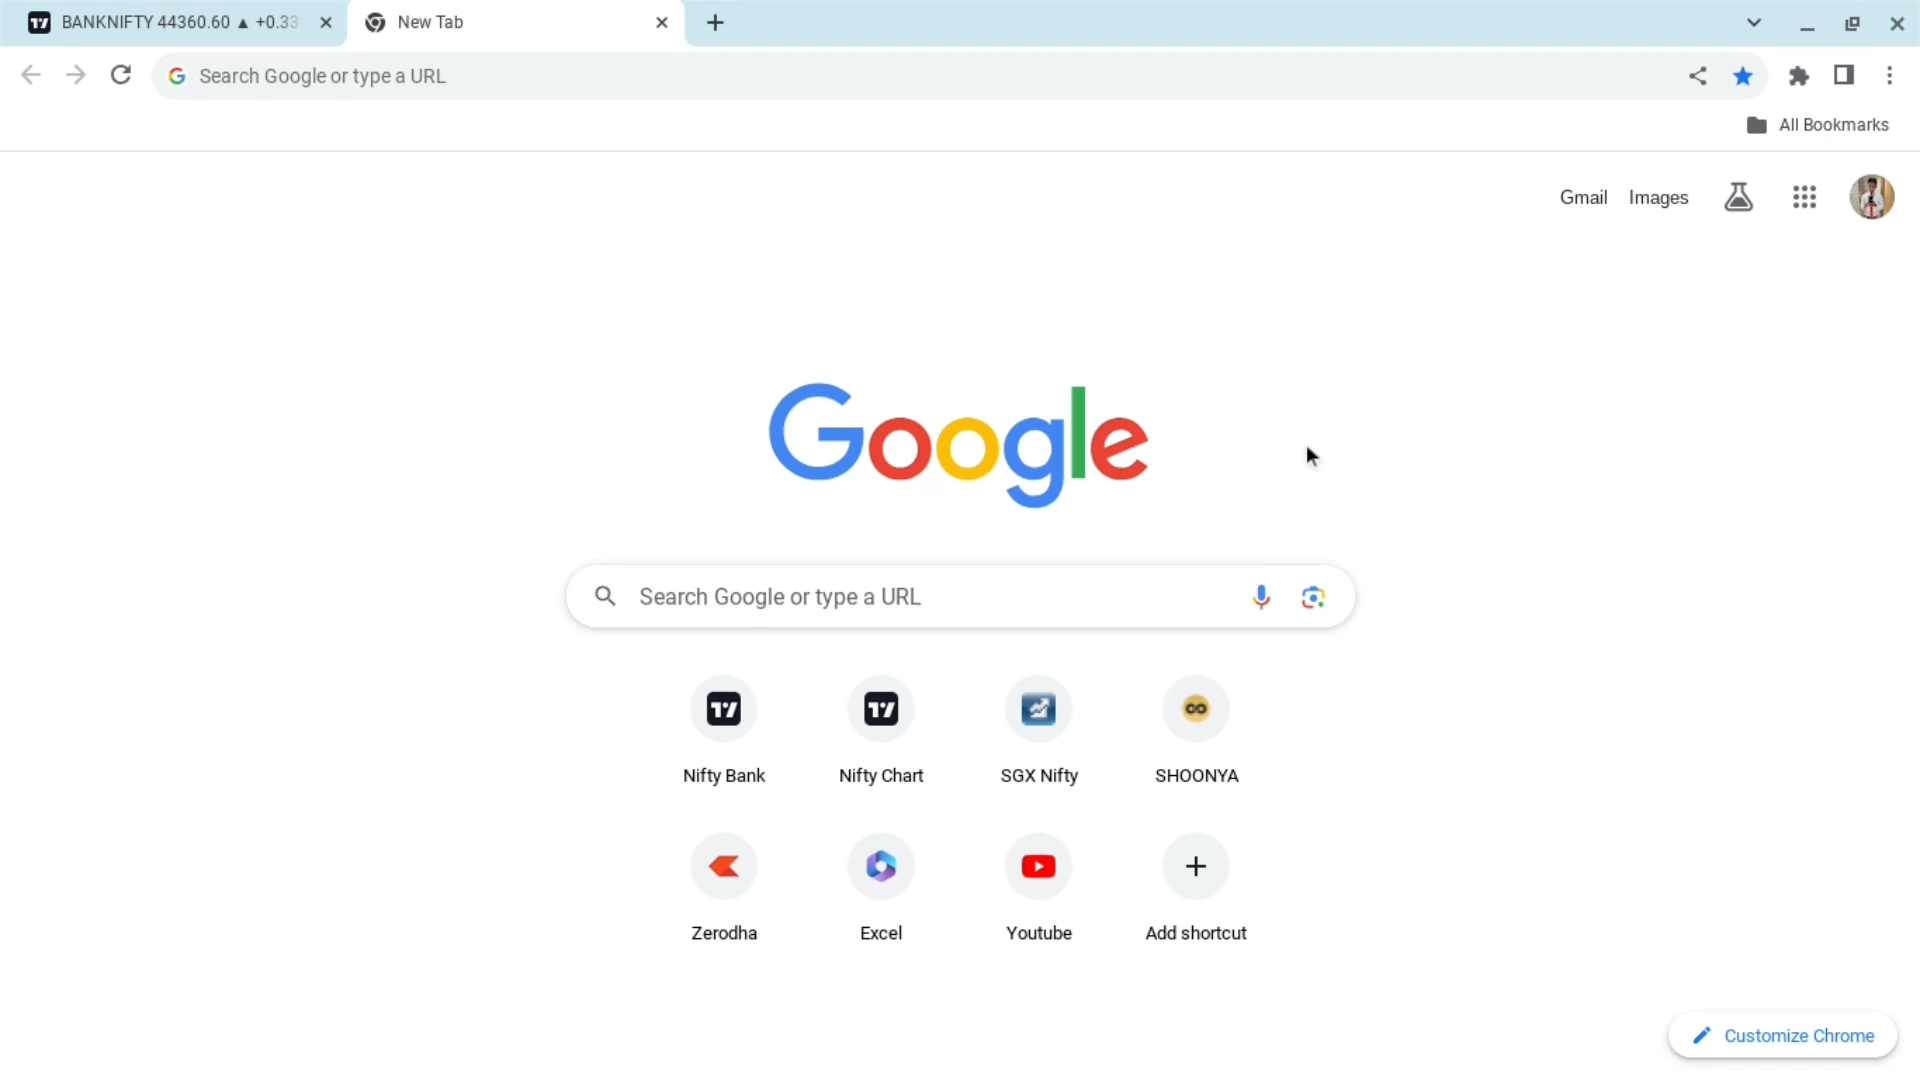 BANKNIFTY 44360.60 ▲ +0.33
New Tab
Search Google or type a URL
All Bookmarks
Gmail Images
Google
Search Google or type a URL
Nifty Bank Nifty Chart SGX Nifty SHOONYA
Zerodha Excel Youtube Add shortcut
Customize Chrome